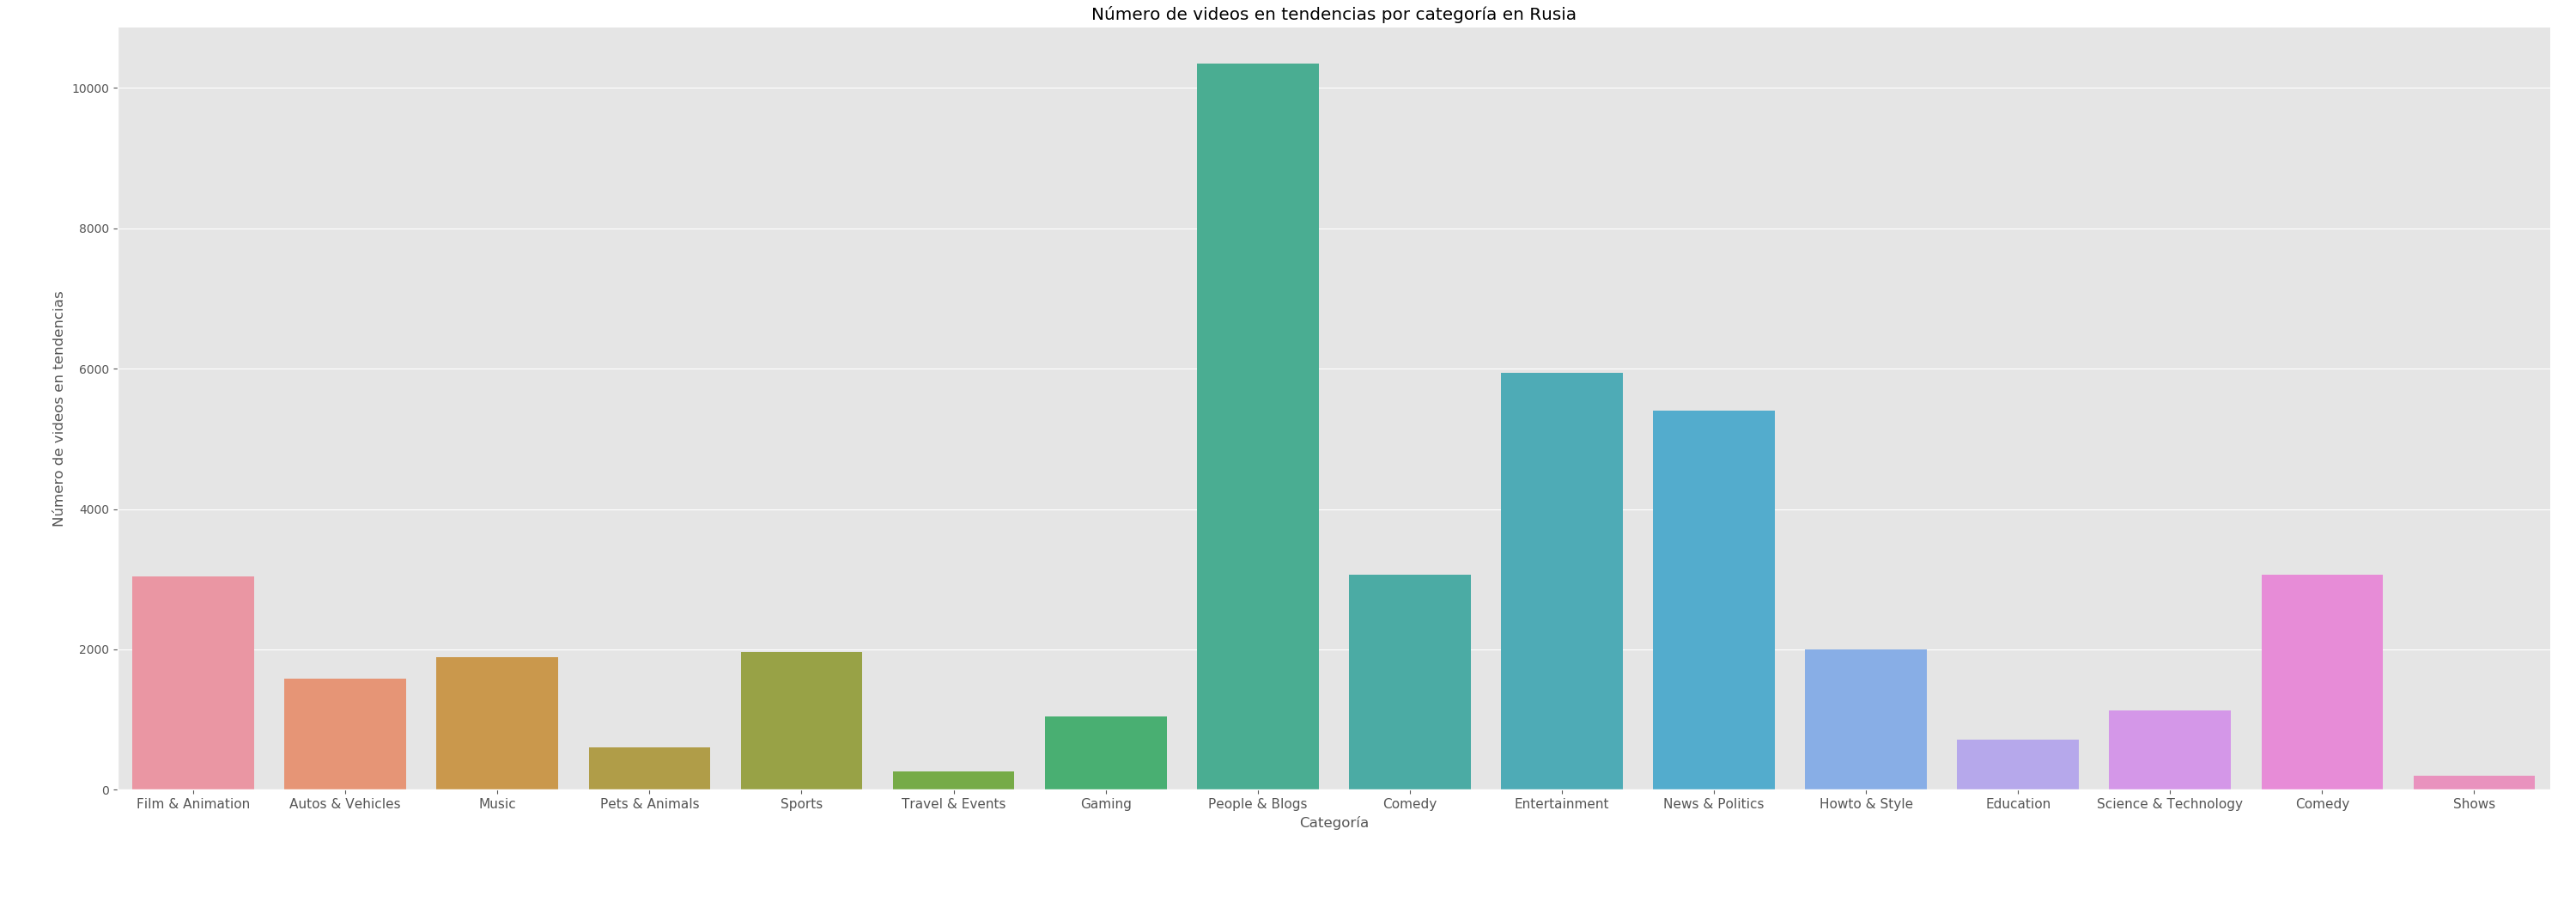 Número de videos en tendencias por categoría en Rusia
Número de videos en tendencias
10000
8000
6000
4000
2000
0
Film & Animation
Autos & Vehicles
Music
Pets & Animals
Sports
Travel & Events
Gaming
People & Blogs
Comedy
Entertainment
News & Politics
Howto & Style
Education
Science & Technology
Comedy
Shows
Categoría